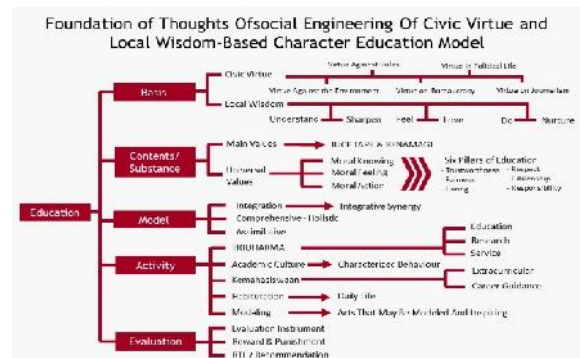 Foundation of Thoughts Ofsocial Engineering Of Civic Virtue and
Local Wisdom-Based Character Education Model
Education
Basis
Civic Virtue
Virtue Against
Virtue In Political Life
Virtue Against the Environment
Virtue on Bureaucracy
Virtue on Journalism
Local Wisdom
Understand
Sharpen
Feel
Love
Do
Nurture
Contents/
Substance
Main Values
Universal
Values
Moral Knowing
Moral Feeling
Moral Action
Six Pillars of Education
- Trustworthiness
- Fairness
- Caring
- Respect
- Citizenship
- Responsibility
Model
Integration
Integrative Synergy
Comprehensive - Holistic
Assimilative
Activity
TRIDHARMA
Education
Research
Service
Academic Culture
Characterized Behaviour
Kemahasiswaan
Extracurricular
Career Guidance
Habituation
Daily Life
Modeling
Acts That May Be Modeled And Inspiring
Evaluation
Evaluation Instrument
Reward & Punishment
RTL / Recommendation